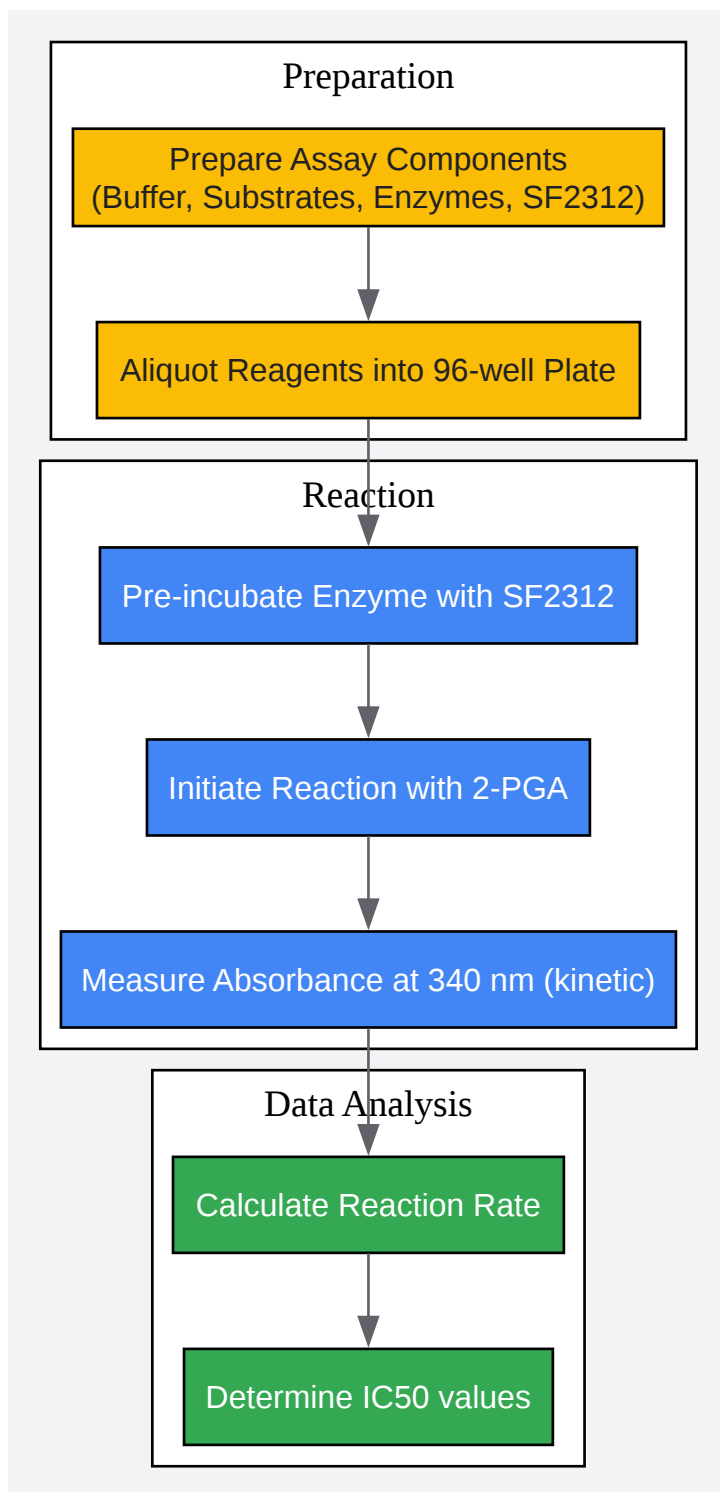 Preparation
Prepare Assay Components
(Buffer, Substrates, Enzymes, SF2312)
Aliquot Reagents into 96-well Plate
Reaction
Pre-incubate Enzyme with SF2312
Initiate Reaction with 2-PGA
Measure Absorbance at 340 nm (kinetic)
Data Analysis
Calculate Reaction Rate
Determine IC50 values